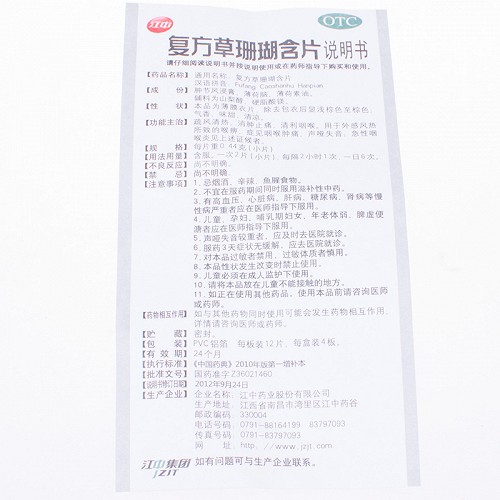 江中
OTC
复方草珊瑚含片说明书
请仔细阅读说明书并按说明使用或在药师指导下购买和使用。
【药品名称】 通用名称：复方草珊瑚含片
汉语拼音：Fufang Caoshanhu Hanpian
【成 份】 肿节风浸膏、薄荷脑、薄荷素油。
辅料为山梨醇、硬脂酸镁。
【性 状】 本品为薄膜衣片，除去包衣后显浅棕色至棕色，
气香，味甜、清凉。
【功能主治】 疏风清热，消肿止痛，清利咽喉。用于外感风热
所致的喉痹，症见咽喉肿痛，声哑失音；急性咽
喉炎见上述证候者。
【规 格】 每片重0.44克(小片)
【用法用量】 含服。一次2片(小片)，每隔2小时1次，一日6次。
【不良反应】 尚不明确。
【禁 忌】 尚不明确。
【注意事项】 1. 忌烟酒、辛辣、鱼腥食物。
2. 不宜在服药期间同时服用滋补性中药。
3. 有高血压、心脏病、肝病、糖尿病、肾病等慢
性病严重者应在医师指导下服用。
4. 儿童、孕妇、哺乳期妇女、年老体弱、脾虚便
溏者应在医师指导下服用。
5. 声哑失音较重者，应及时去医院就诊。
6. 服药3天症状无缓解，应去医院就诊。
7. 对本品过敏者禁用，过敏体质者慎用。
8. 本品性状发生改变时禁止使用。
9. 儿童必须在成人监护下使用。
10. 请将本品放在儿童不能接触的地方。
11. 如正在使用其他药品，使用本品前请咨询医师
或药师。
【药物相互作用】 如与其他药物同时使用可能会发生药物相互作用，
详情请咨询医师或药师。
【贮 藏】 密封。
【包 装】 PVC铝箔，每板装12片，每盒装4板。
【有 效 期】 24个月
【执行标准】 《中国药典》2010年版第一增补本
【批准文号】 国药准字Z36021460
【说明书修订日期】 2012年9月24日
【生产企业】 企业名称：江中药业股份有限公司
生产地址：江西省南昌市湾里区江中药谷
邮政编码：330004
电话号码：0791-88164199 83797093
传真号码：0791-83797093
网 址：http://www.jzjt.com
江中集团 JZJT 如有问题可与生产企业联系。